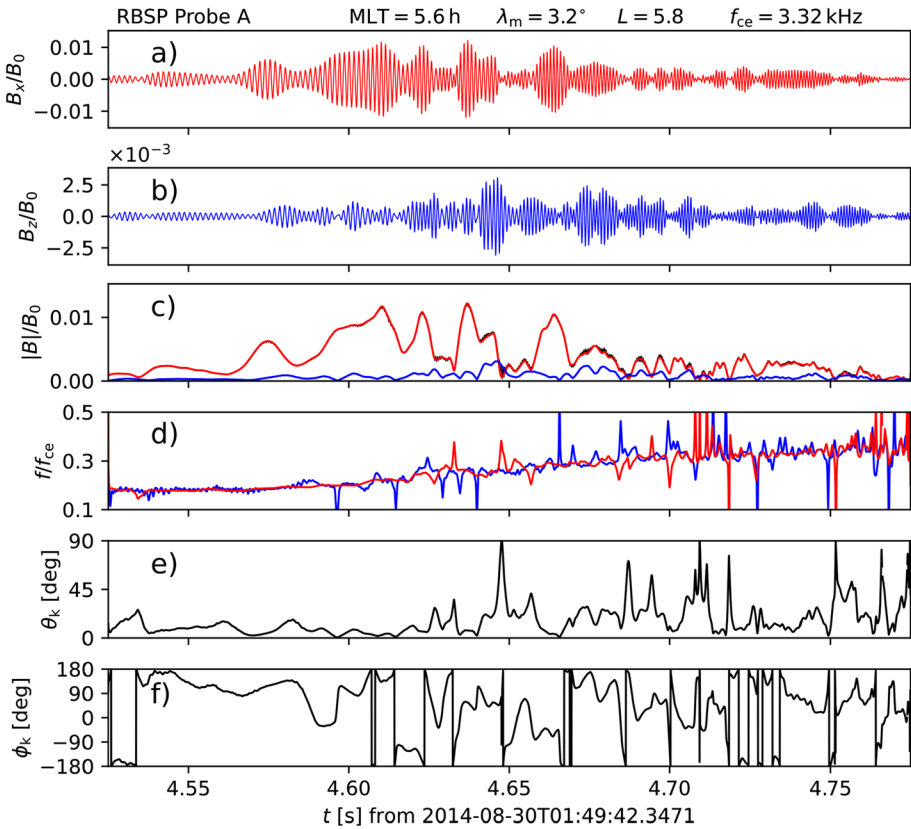 RBSP Probe A MLT = 5.6 h λm = 3.2° L = 5.8 fce = 3.32 kHz
a)
Bx/B0
0.01
0.00
−0.01
×10−3
b)
Bz/B0
2.5
0.0
−2.5
c)
|B|/B0
0.01
0.00
d)
f/fce
0.5
0.3
0.1
e)
θk [deg]
90
45
0
f)
ϕk [deg]
180
90
0
−90
−180
4.55 4.60 4.65 4.70 4.75
t [s] from 2014-08-30T01:49:42.3471